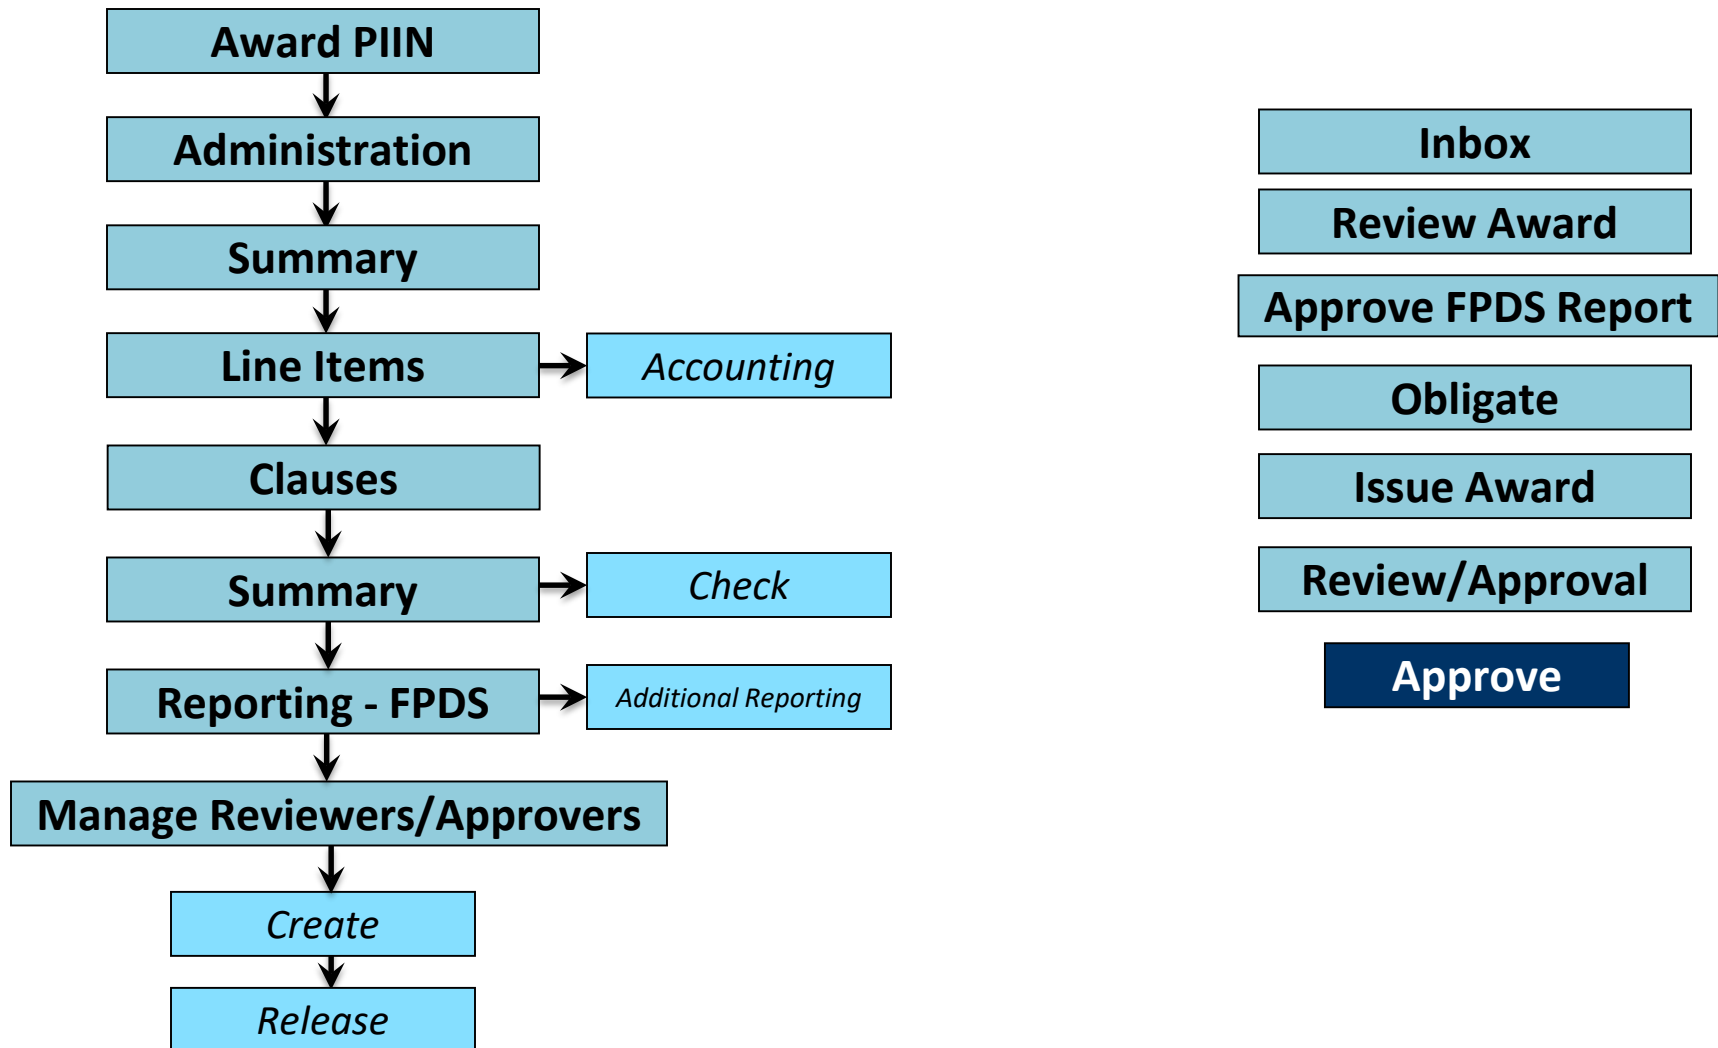 Award PIIN
Administration
Summary
Line Items
Accounting
Clauses
Summary
Check
Reporting - FPDS
Additional Reporting
Manage Reviewers/Approvers
Create
Release
Inbox
Review Award
Approve FPDS Report
Obligate
Issue Award
Review/Approval
Approve